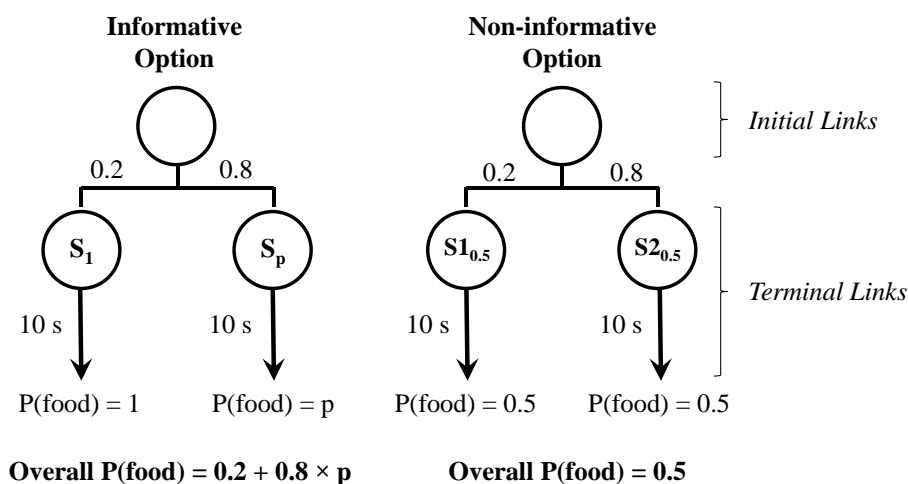 Informative
Option
Non-informative
Option
Initial Links
0.2
0.8
0.2
0.8
S₁
Sₚ
S1₀.₅
S2₀.₅
Terminal Links
10 s
10 s
10 s
10 s
P(food) = 1
P(food) = p
P(food) = 0.5
P(food) = 0.5
Overall P(food) = 0.2 + 0.8 × p
Overall P(food) = 0.5